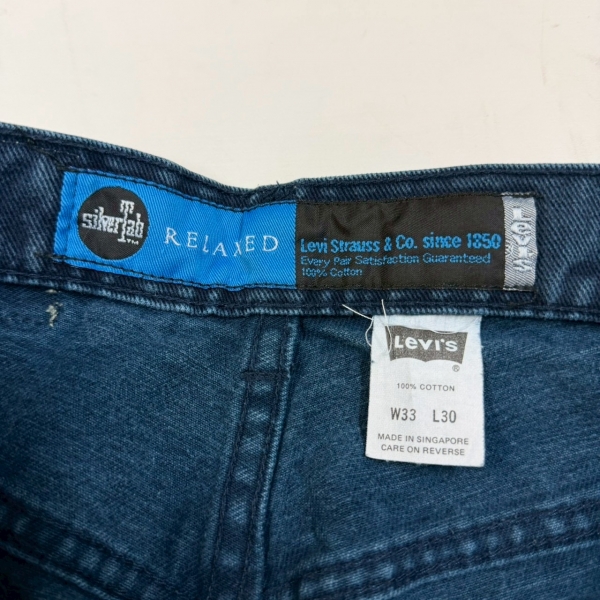 silverTab™
RELAXED
Levi Strauss & Co. since 1850
Every Pair Satisfaction Guaranteed
100% Cotton
LEVI'S
LEVI'S
®
100% COTTON
W33 L30
MADE IN SINGAPORE
CARE ON REVERSE